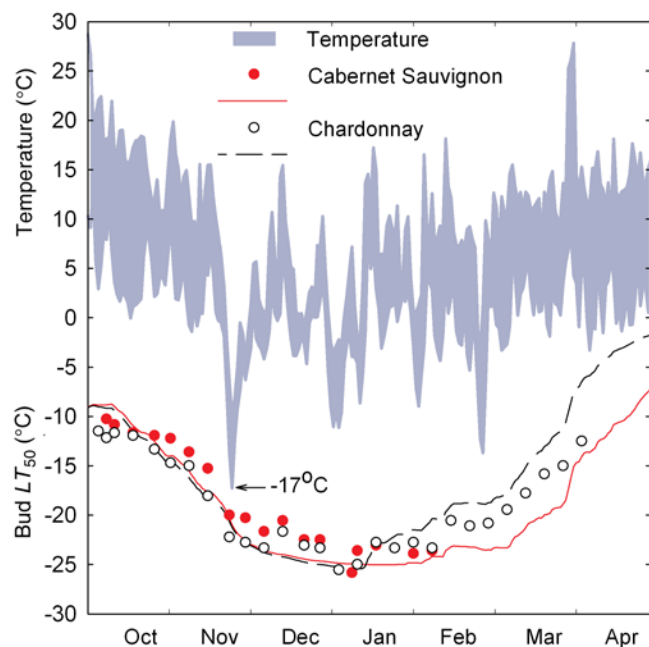 30
25
20
15
10
5
0
-5
-10
-15
-20
-25
-30
Temperature (°C)
Bud LT50 (°C)
Temperature
Cabernet Sauvignon
Chardonnay
-17°C
Oct Nov Dec Jan Feb Mar Apr